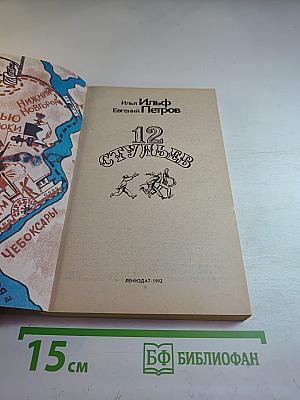 НИЖНИЙ
НОВГОРОД
ЧЕБОКСАРЫ
Илья Ильф
Евгений Петров
12
СТУЛЬЕВ
ЛЕНИЗДАТ·1992
15 см
БФ БИБЛИОФАН